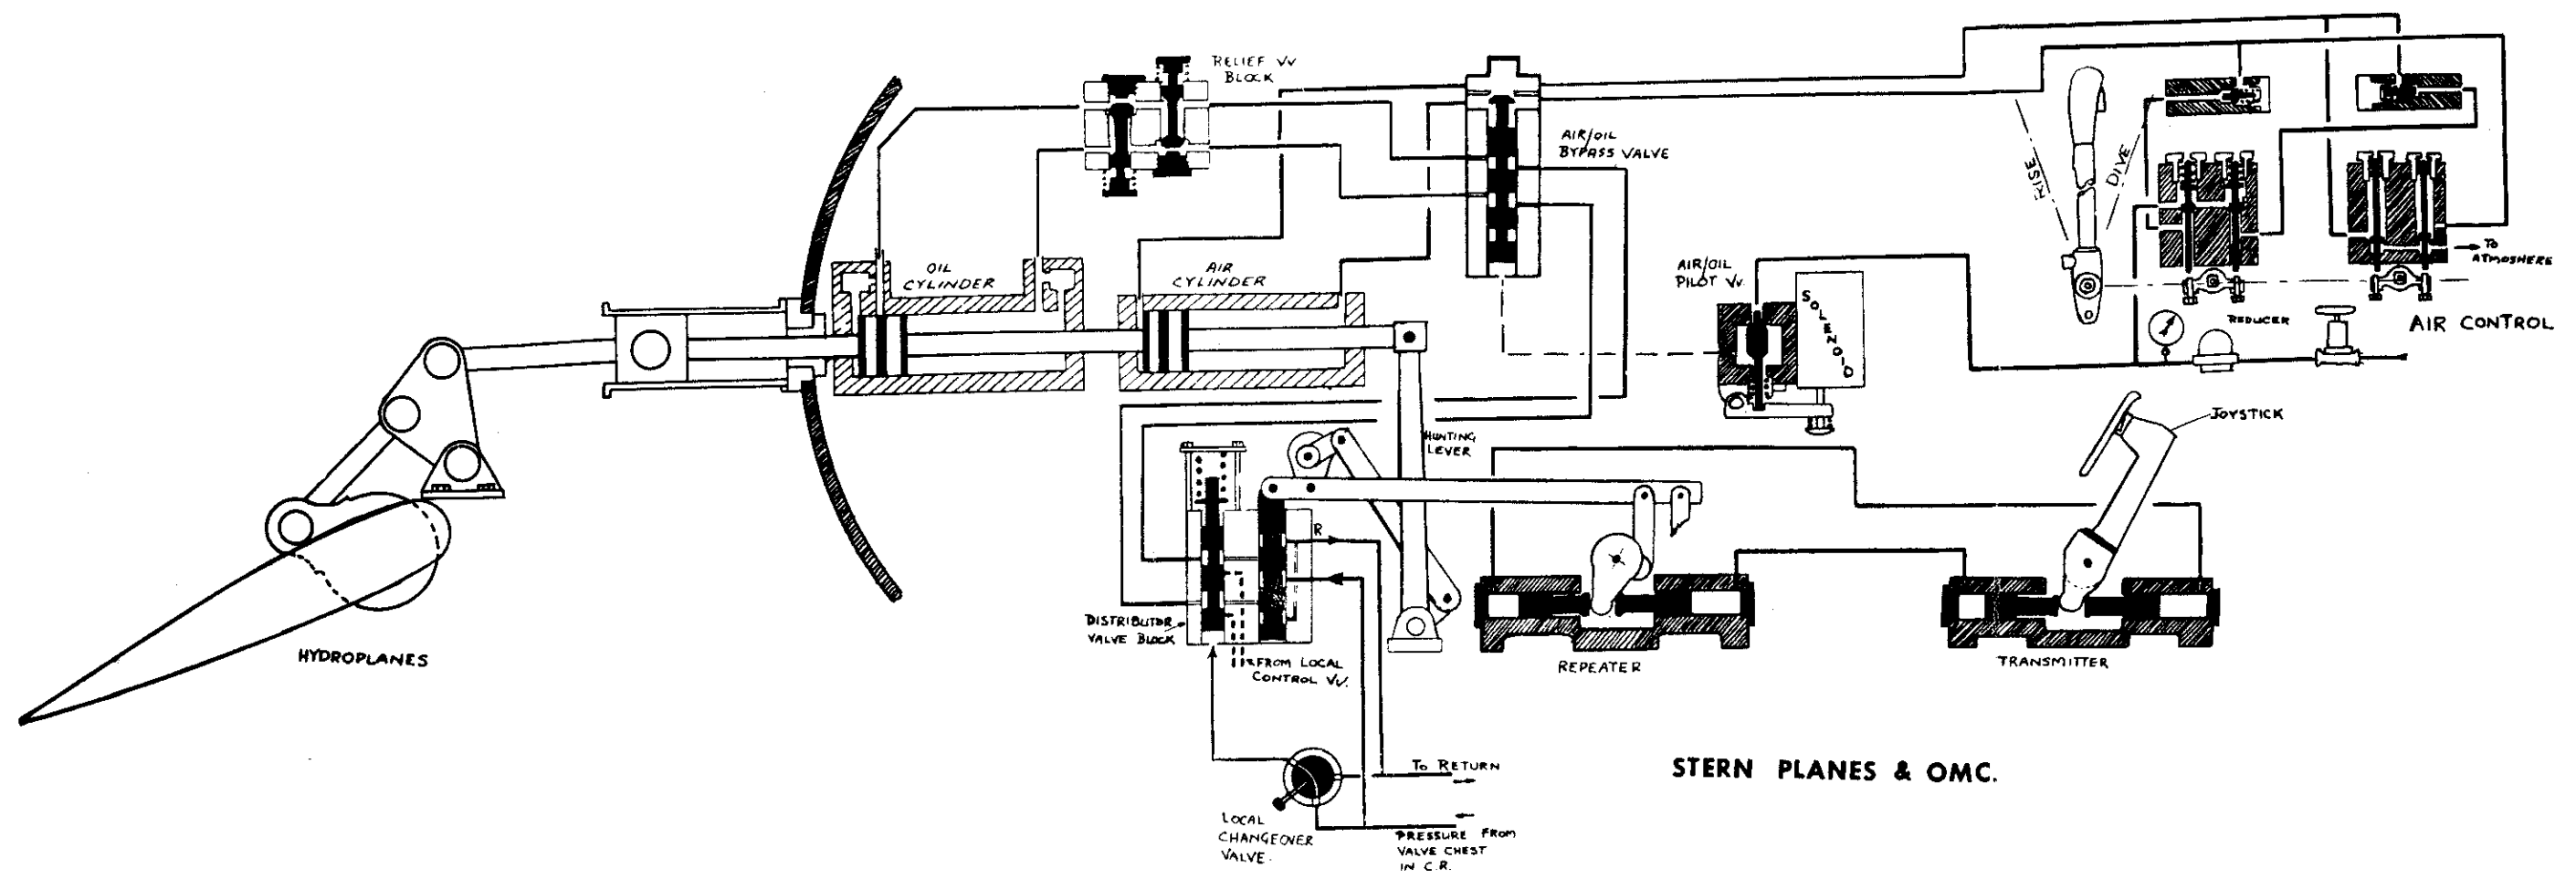 RELIEF VV
BLOCK
AIR/OIL
BYPASS VALVE
RISE
DIVE
TO
ATMOSHERE
OIL
CYLINDER
AIR
CYLINDER
AIR/OIL
PILOT VV.
SOLENOID
REDUCER
AIR CONTROL
JOYSTICK
HUNTING
LEVER
R
DISTRIBUTOR
VALVE BLOCK
FROM LOCAL
CONTROL VV.
HYDROPLANES
REPEATER
TRANSMITTER
TO RETURN
STERN PLANES & OMC.
LOCAL
CHANGEOVER
VALVE.
PRESSURE FROM
VALVE CHEST
IN C.R.